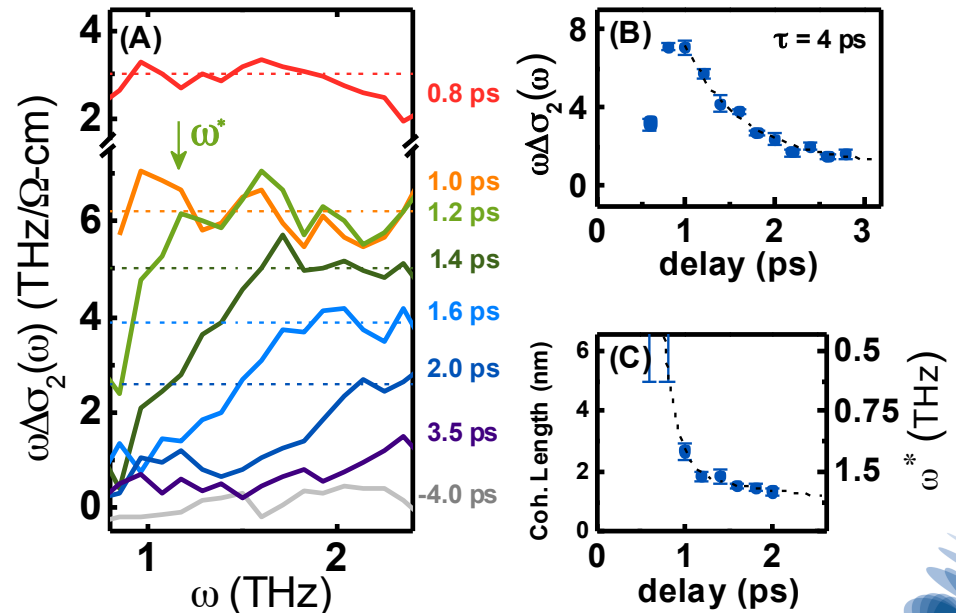 (A)
4
2
6
4
2
0
ωΔσ₂(ω) (THz/Ω-cm)
ω*
0.8 ps
1.0 ps
1.2 ps
1.4 ps
1.6 ps
2.0 ps
3.5 ps
-4.0 ps
1
2
ω (THz)
(B)
τ = 4 ps
8
4
0
ωΔσ₂(ω)
0
1
2
3
delay (ps)
(C)
6
4
2
0
Coh. Length (nm)
0.5
0.75
1.5
ω* (THz)
0
1
2
delay (ps)